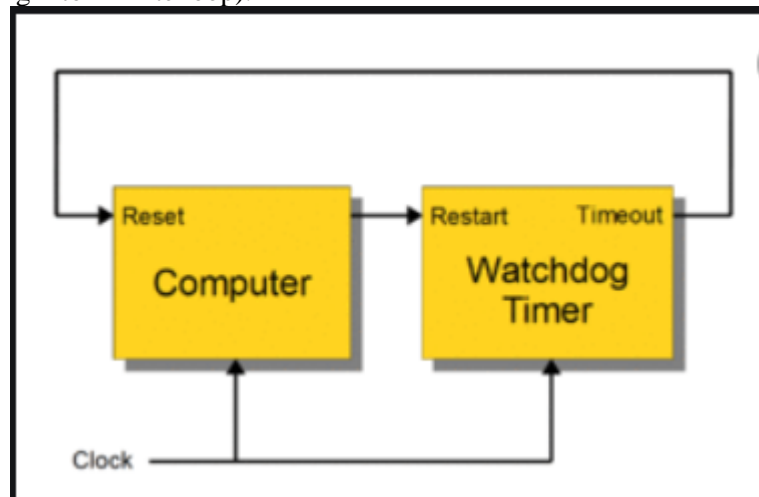 Reset
Restart
Timeout
Computer
Watchdog
Timer
Clock